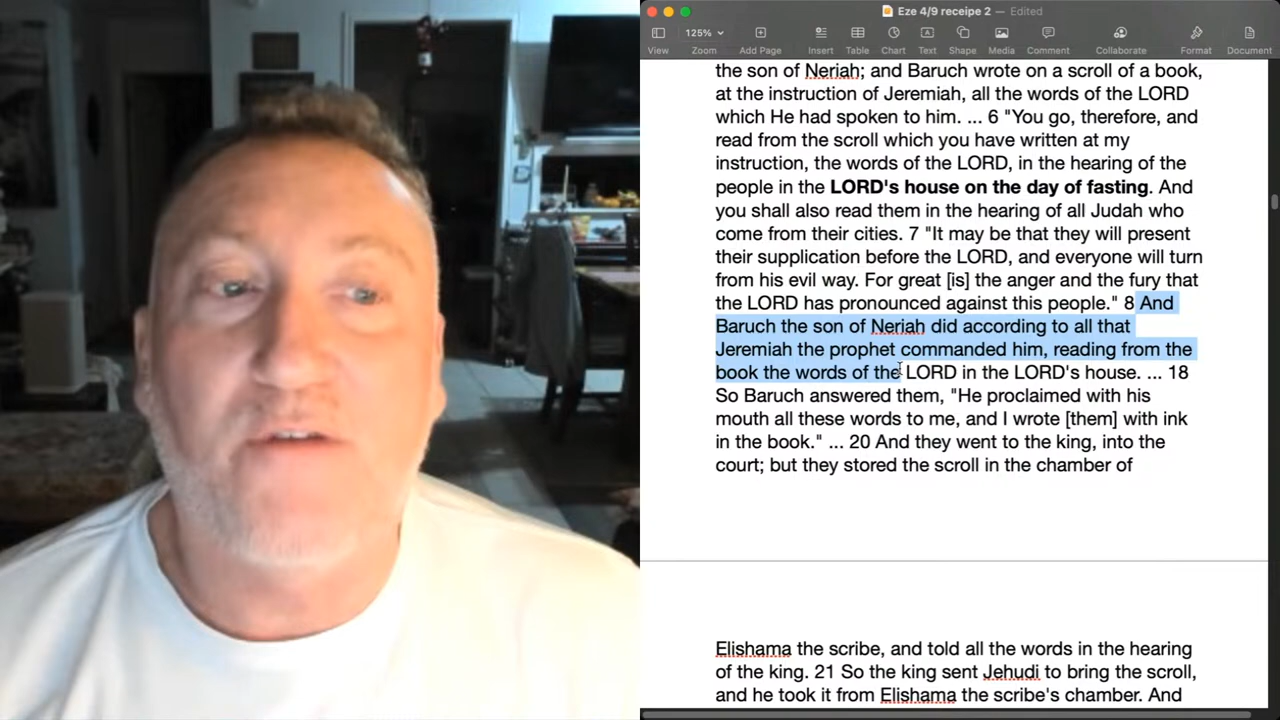 Eze 4/9 receipe 2 — Edited
125%
View Zoom Add Page Insert Table Chart Text Shape Media Comment Collaborate Format Document
the son of Neriah; and Baruch wrote on a scroll of a book,
at the instruction of Jeremiah, all the words of the LORD
which He had spoken to him. ... 6 "You go, therefore, and
read from the scroll which you have written at my
instruction, the words of the LORD, in the hearing of the
people in the LORD's house on the day of fasting. And
you shall also read them in the hearing of all Judah who
come from their cities. 7 "It may be that they will present
their supplication before the LORD, and everyone will turn
from his evil way. For great [is] the anger and the fury that
the LORD has pronounced against this people." 8 And
Baruch the son of Neriah did according to all that
Jeremiah the prophet commanded him, reading from the
book the words of the LORD in the LORD's house. ... 18
So Baruch answered them, "He proclaimed with his
mouth all these words to me, and I wrote [them] with ink
in the book." ... 20 And they went to the king, into the
court; but they stored the scroll in the chamber of
Elishama the scribe, and told all the words in the hearing
of the king. 21 So the king sent Jehudi to bring the scroll,
and he took it from Elishama the scribe's chamber. And